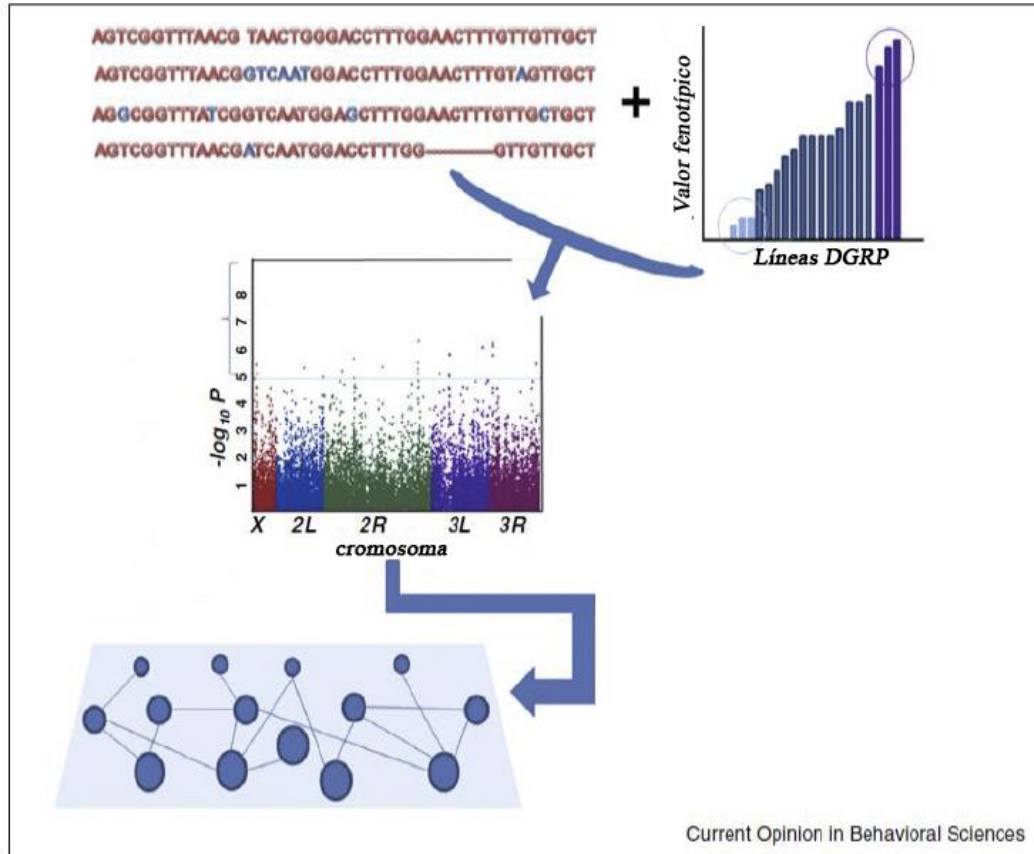 AGTCGGTTTAACG TAACTGGGACCTTTGGAACTTTGTTGTTGCT
AGTCGGTTTAACGGTCAATGGACCTTTGGAACTTTGTAGTTGCT
AGGCGGTTTATCGGTCAATGGAGCTTTGGAACTTTGTTGCTGCT
AGTCGGTTTAACGATCAATGGACCTTTGG————GTTGTTGCT
+
Valor fenotípico
Líneas DGRP
-log10 P
8
7
6
5
4
3
2
1
X 2L 2R 3L 3R
cromosoma
Current Opinion in Behavioral Sciences